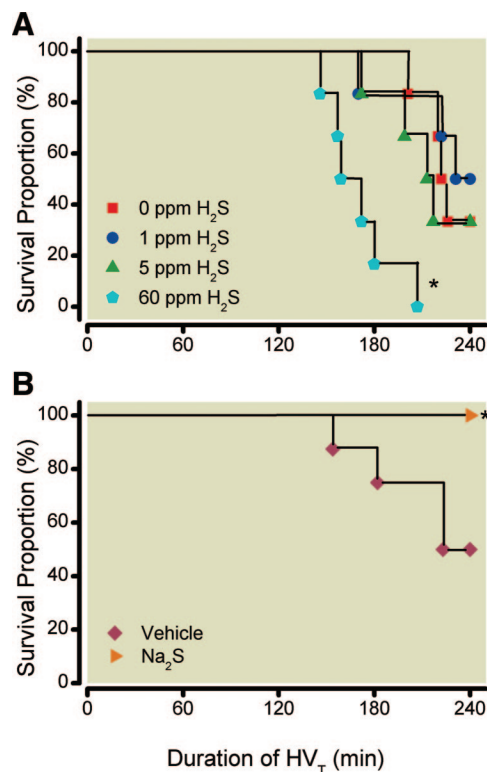 A
Survival Proportion (%)
100
80
60
40
20
0
0 ppm H₂S
1 ppm H₂S
5 ppm H₂S
60 ppm H₂S
*
0 60 120 180 240
B
Survival Proportion (%)
100
80
60
40
20
0
*
Vehicle
Na₂S
0 60 120 180 240
Duration of HV_T (min)